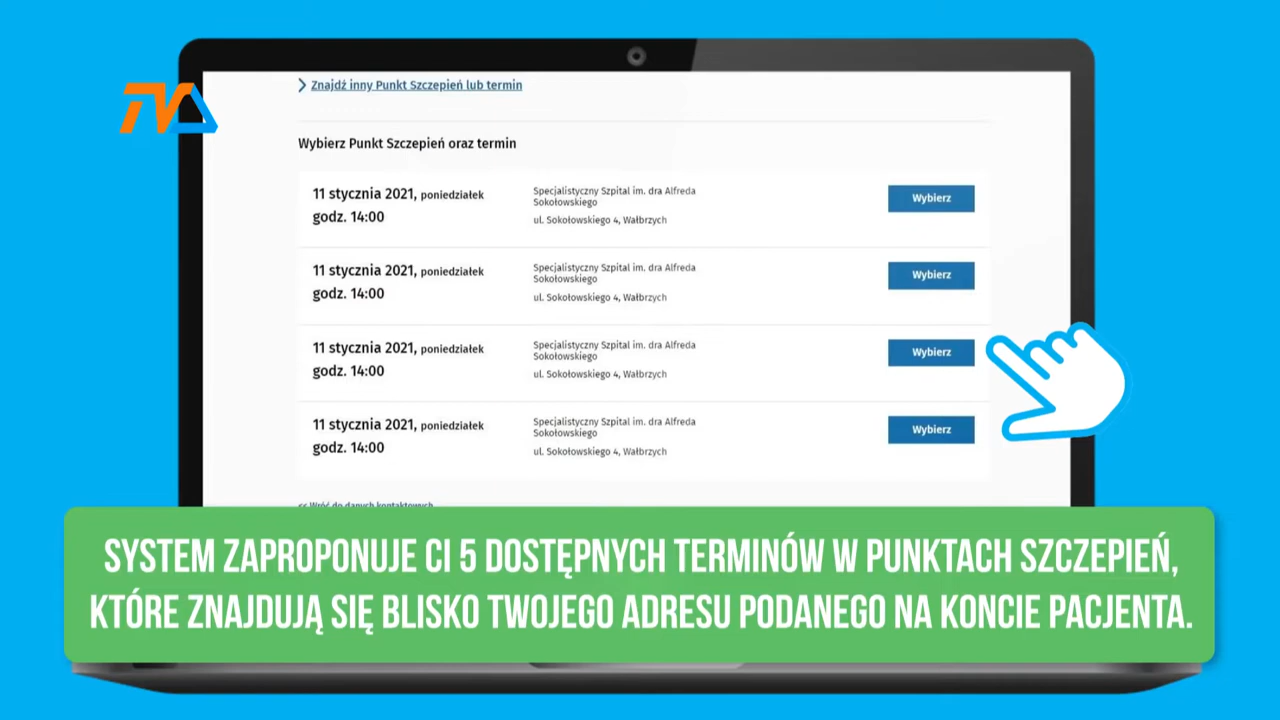 TVA
Znajdź inny Punkt Szczepień lub termin
Wybierz Punkt Szczepień oraz termin
11 stycznia 2021, poniedziałek
godz. 14:00
Specjalistyczny Szpital im. dra Alfreda
Sokołowskiego
ul. Sokołowskiego 4, Wałbrzych
Wybierz
11 stycznia 2021, poniedziałek
godz. 14:00
Specjalistyczny Szpital im. dra Alfreda
Sokołowskiego
ul. Sokołowskiego 4, Wałbrzych
Wybierz
11 stycznia 2021, poniedziałek
godz. 14:00
Specjalistyczny Szpital im. dra Alfreda
Sokołowskiego
ul. Sokołowskiego 4, Wałbrzych
Wybierz
11 stycznia 2021, poniedziałek
godz. 14:00
Specjalistyczny Szpital im. dra Alfreda
Sokołowskiego
ul. Sokołowskiego 4, Wałbrzych
Wybierz
<< Wróć do danych kontaktowych
SYSTEM ZAPROPONUJE CI 5 DOSTĘPNYCH TERMINÓW W PUNKTACH SZCZEPIEŃ,
KTÓRE ZNAJDUJĄ SIĘ BLISKO TWOJEGO ADRESU PODANEGO NA KONCIE PACJENTA.